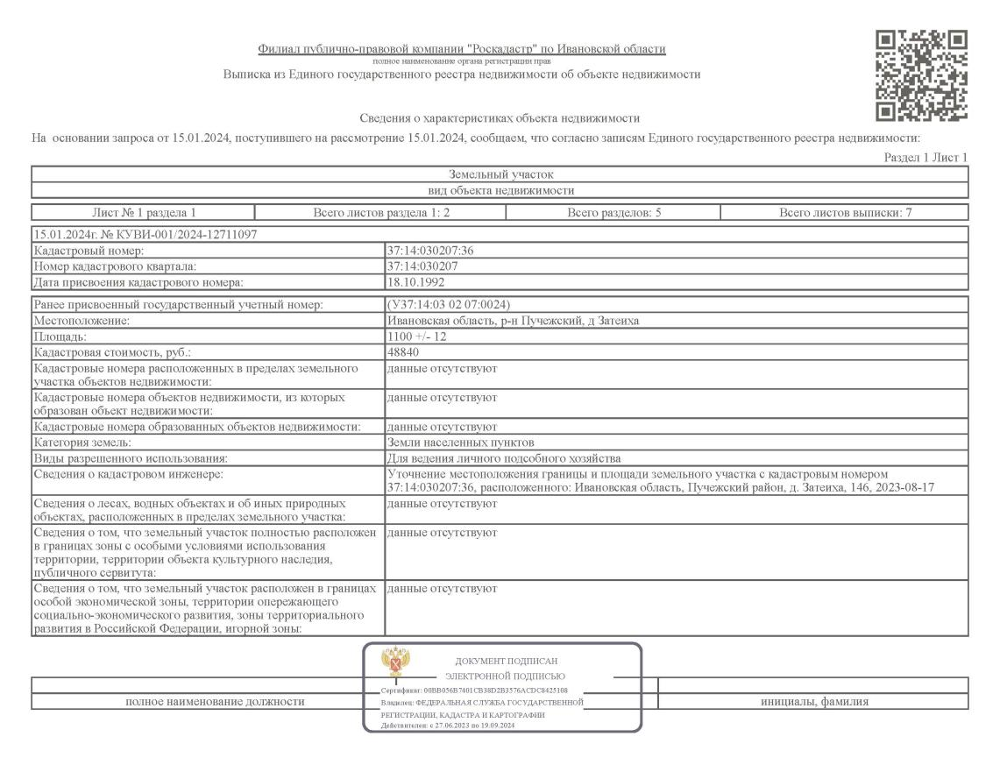 Филиал публично-правовой компании "Роскадастр" по Ивановской области
полное наименование органа регистрации прав
Выписка из Единого государственного реестра недвижимости об объекте недвижимости
Сведения о характеристиках объекта недвижимости
На основании запроса от 15.01.2024, поступившего на рассмотрение 15.01.2024, сообщаем, что согласно записям Единого государственного реестра недвижимости:
Раздел 1 Лист 1
Земельный участок
вид объекта недвижимости
Лист № 1 раздела 1 Всего листов раздела 1: 2 Всего разделов: 5 Всего листов выписки: 7
15.01.2024г. № КУВИ-001/2024-12711097
Кадастровый номер: 37:14:030207:36
Номер кадастрового квартала: 37:14:030207
Дата присвоения кадастрового номера: 18.10.1992
Ранее присвоенный государственный учетный номер: (У37:14:03 02 07:0024)
Местоположение: Ивановская область, р-н Пучежский, д Затеиха
Площадь: 1100 +/- 12
Кадастровая стоимость, руб.: 48840
Кадастровые номера расположенных в пределах земельного данные отсутствуют
участка объектов недвижимости:
Кадастровые номера объектов недвижимости, из которых данные отсутствуют
образован объект недвижимости:
Кадастровые номера образованных объектов недвижимости: данные отсутствуют
Категория земель: Земли населенных пунктов
Виды разрешенного использования: Для ведения личного подсобного хозяйства
Сведения о кадастровом инженере: Уточнение местоположения границы и площади земельного участка с кадастровым номером
37:14:030207:36, расположенного: Ивановская область, Пучежский район, д. Затеиха, 146, 2023-08-17
Сведения о лесах, водных объектах и об иных природных данные отсутствуют
объектах, расположенных в пределах земельного участка:
Сведения о том, что земельный участок полностью расположен данные отсутствуют
в границах зоны с особыми условиями использования
территории, территории объекта культурного наследия,
публичного сервитута:
Сведения о том, что земельный участок расположен в границах данные отсутствуют
особой экономической зоны, территории опережающего
социально-экономического развития, зоны территориального
развития в Российской Федерации, игорной зоны:
ДОКУМЕНТ ПОДПИСАН
ЭЛЕКТРОННОЙ ПОДПИСЬЮ
Сертификат: 00BB056B7401CB38D2B3576ACDC8425108
Владелец: ФЕДЕРАЛЬНАЯ СЛУЖБА ГОСУДАРСТВЕННОЙ
РЕГИСТРАЦИИ, КАДАСТРА И КАРТОГРАФИИ
Действителен: с 27.06.2023 по 19.09.2024
полное наименование должности инициалы, фамилия